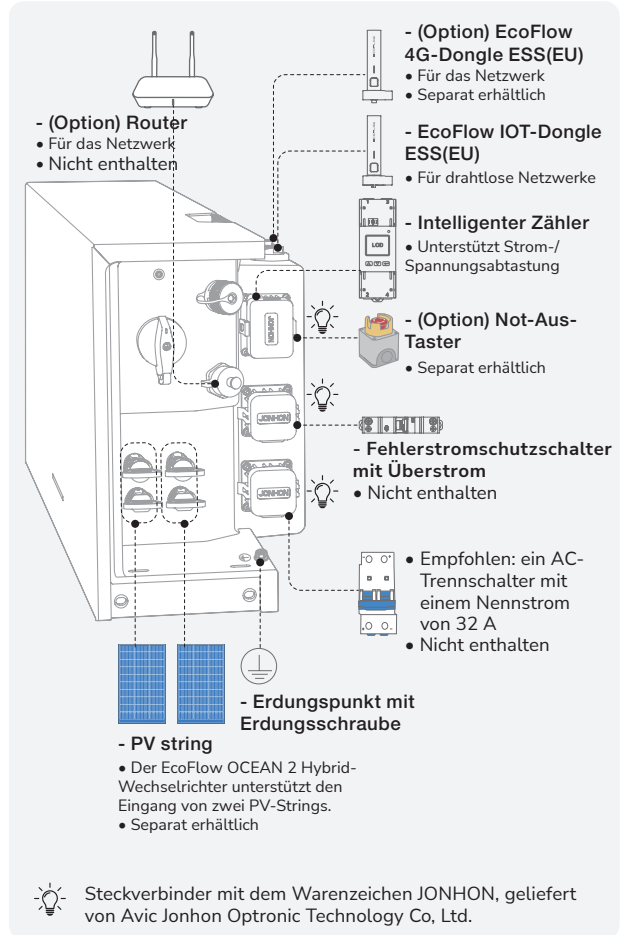 - (Option) EcoFlow
4G-Dongle ESS(EU)
• Für das Netzwerk
• Separat erhältlich
- (Option) Router
• Für das Netzwerk
• Nicht enthalten
- EcoFlow IOT-Dongle
ESS(EU)
• Für drahtlose Netzwerke
- Intelligenter Zähler
• Unterstützt Strom-/
Spannungsabtastung
LCD
- (Option) Not-Aus-
Taster
• Separat erhältlich
JONHON
JONHON
JONHON
- Fehlerstromschutzschalter
mit Überstrom
• Nicht enthalten
• Empfohlen: ein AC-
Trennschalter mit
einem Nennstrom
von 32 A
• Nicht enthalten
- Erdungspunkt mit
Erdungsschraube
- PV string
• Der EcoFlow OCEAN 2 Hybrid-
Wechselrichter unterstützt den
Eingang von zwei PV-Strings.
• Separat erhältlich
Steckverbinder mit dem Warenzeichen JONHON, geliefert
von Avic Jonhon Optronic Technology Co, Ltd.